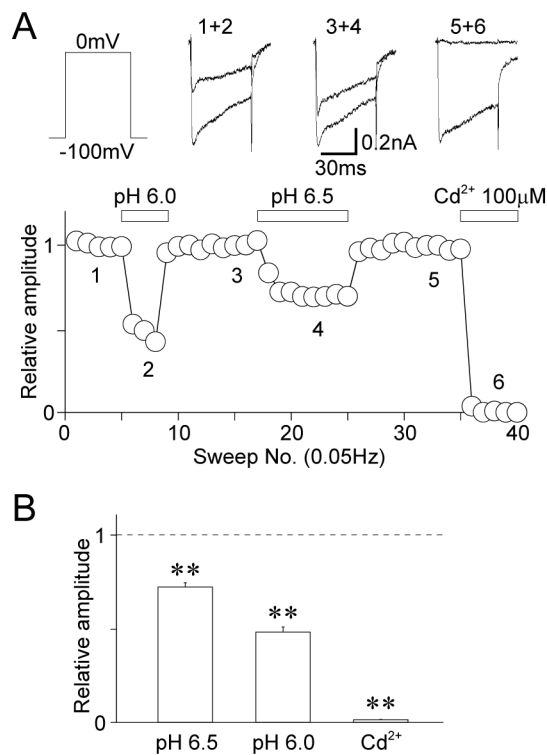 A
0mV
-100mV
1+2
3+4
5+6
0.2nA
30ms
pH 6.0
pH 6.5
Cd²⁺ 100μM
Relative amplitude
1
0
1
2
3
4
5
6
0
10
20
30
40
Sweep No. (0.05Hz)
B
Relative amplitude
1
0
**
**
**
pH 6.5
pH 6.0
Cd²⁺